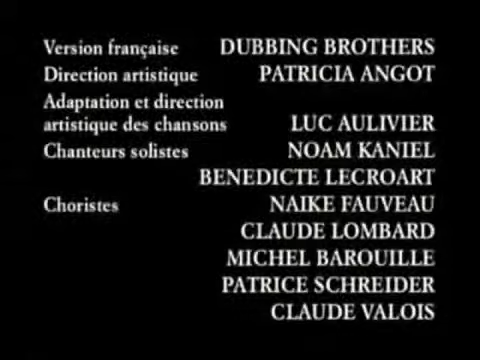 Version française DUBBING BROTHERS
Direction artistique PATRICIA ANGOT
Adaptation et direction
artistique des chansons LUC AULIVIER
Chanteurs solistes NOAM KANIEL
BENEDICTE LECROART
Choristes NAIKE FAUVEAU
CLAUDE LOMBARD
MICHEL BAROUILLE
PATRICE SCHREIDER
CLAUDE VALOIS